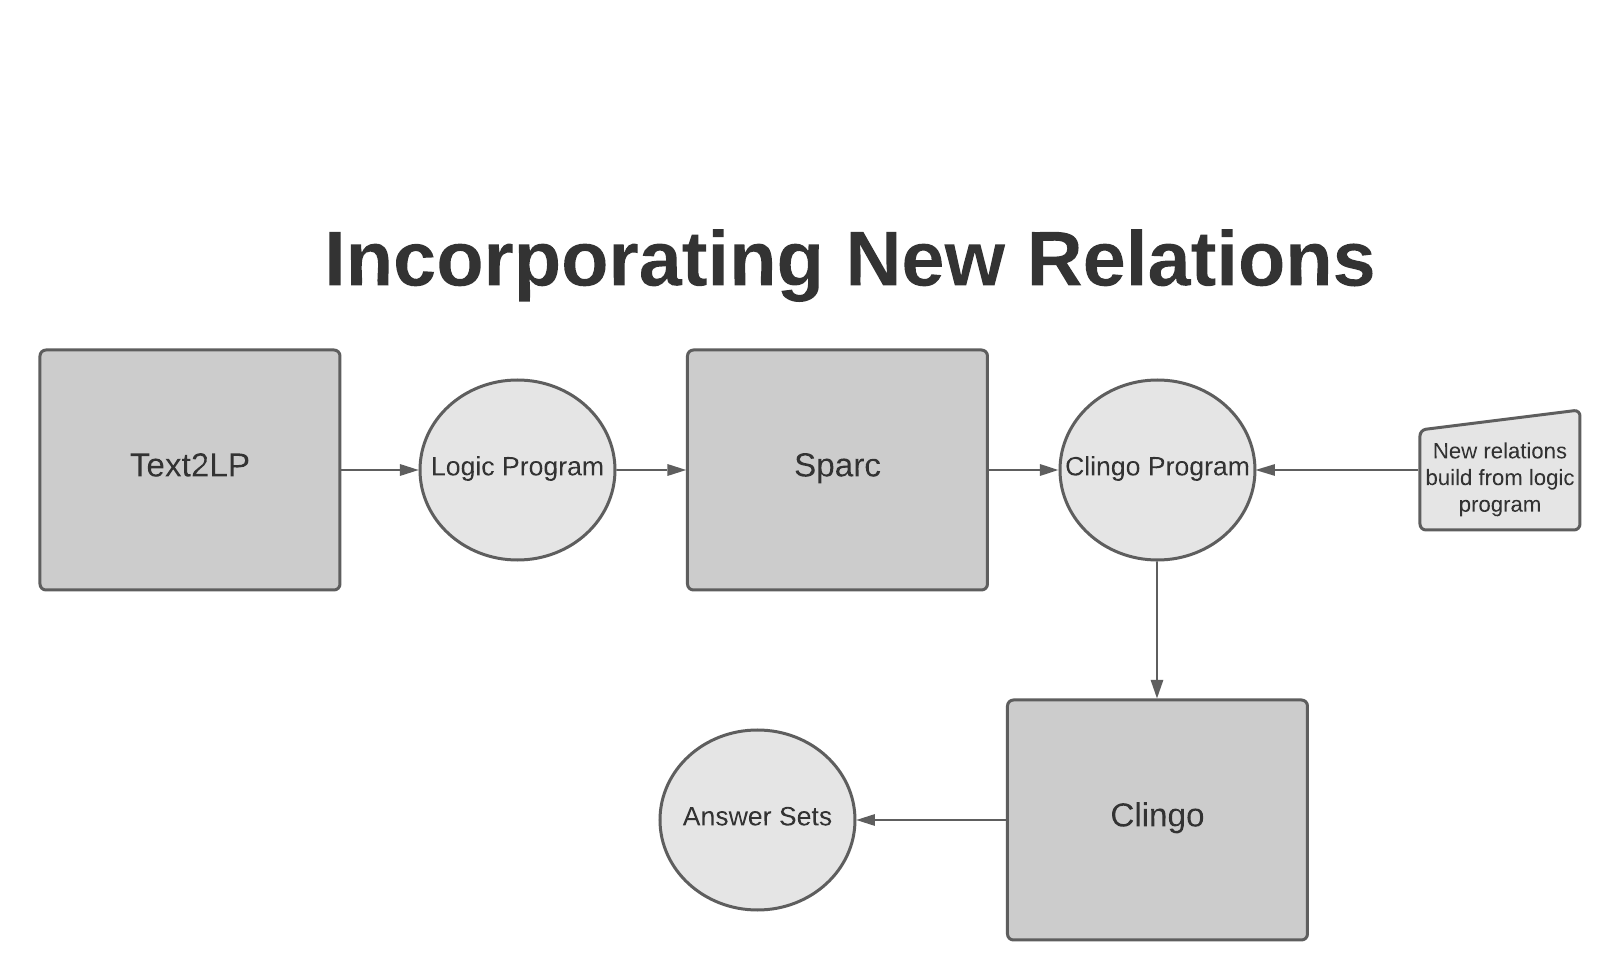 Incorporating New Relations
Text2LP
Logic Program
Sparc
Clingo Program
New relations
build from logic
program
Answer Sets
Clingo